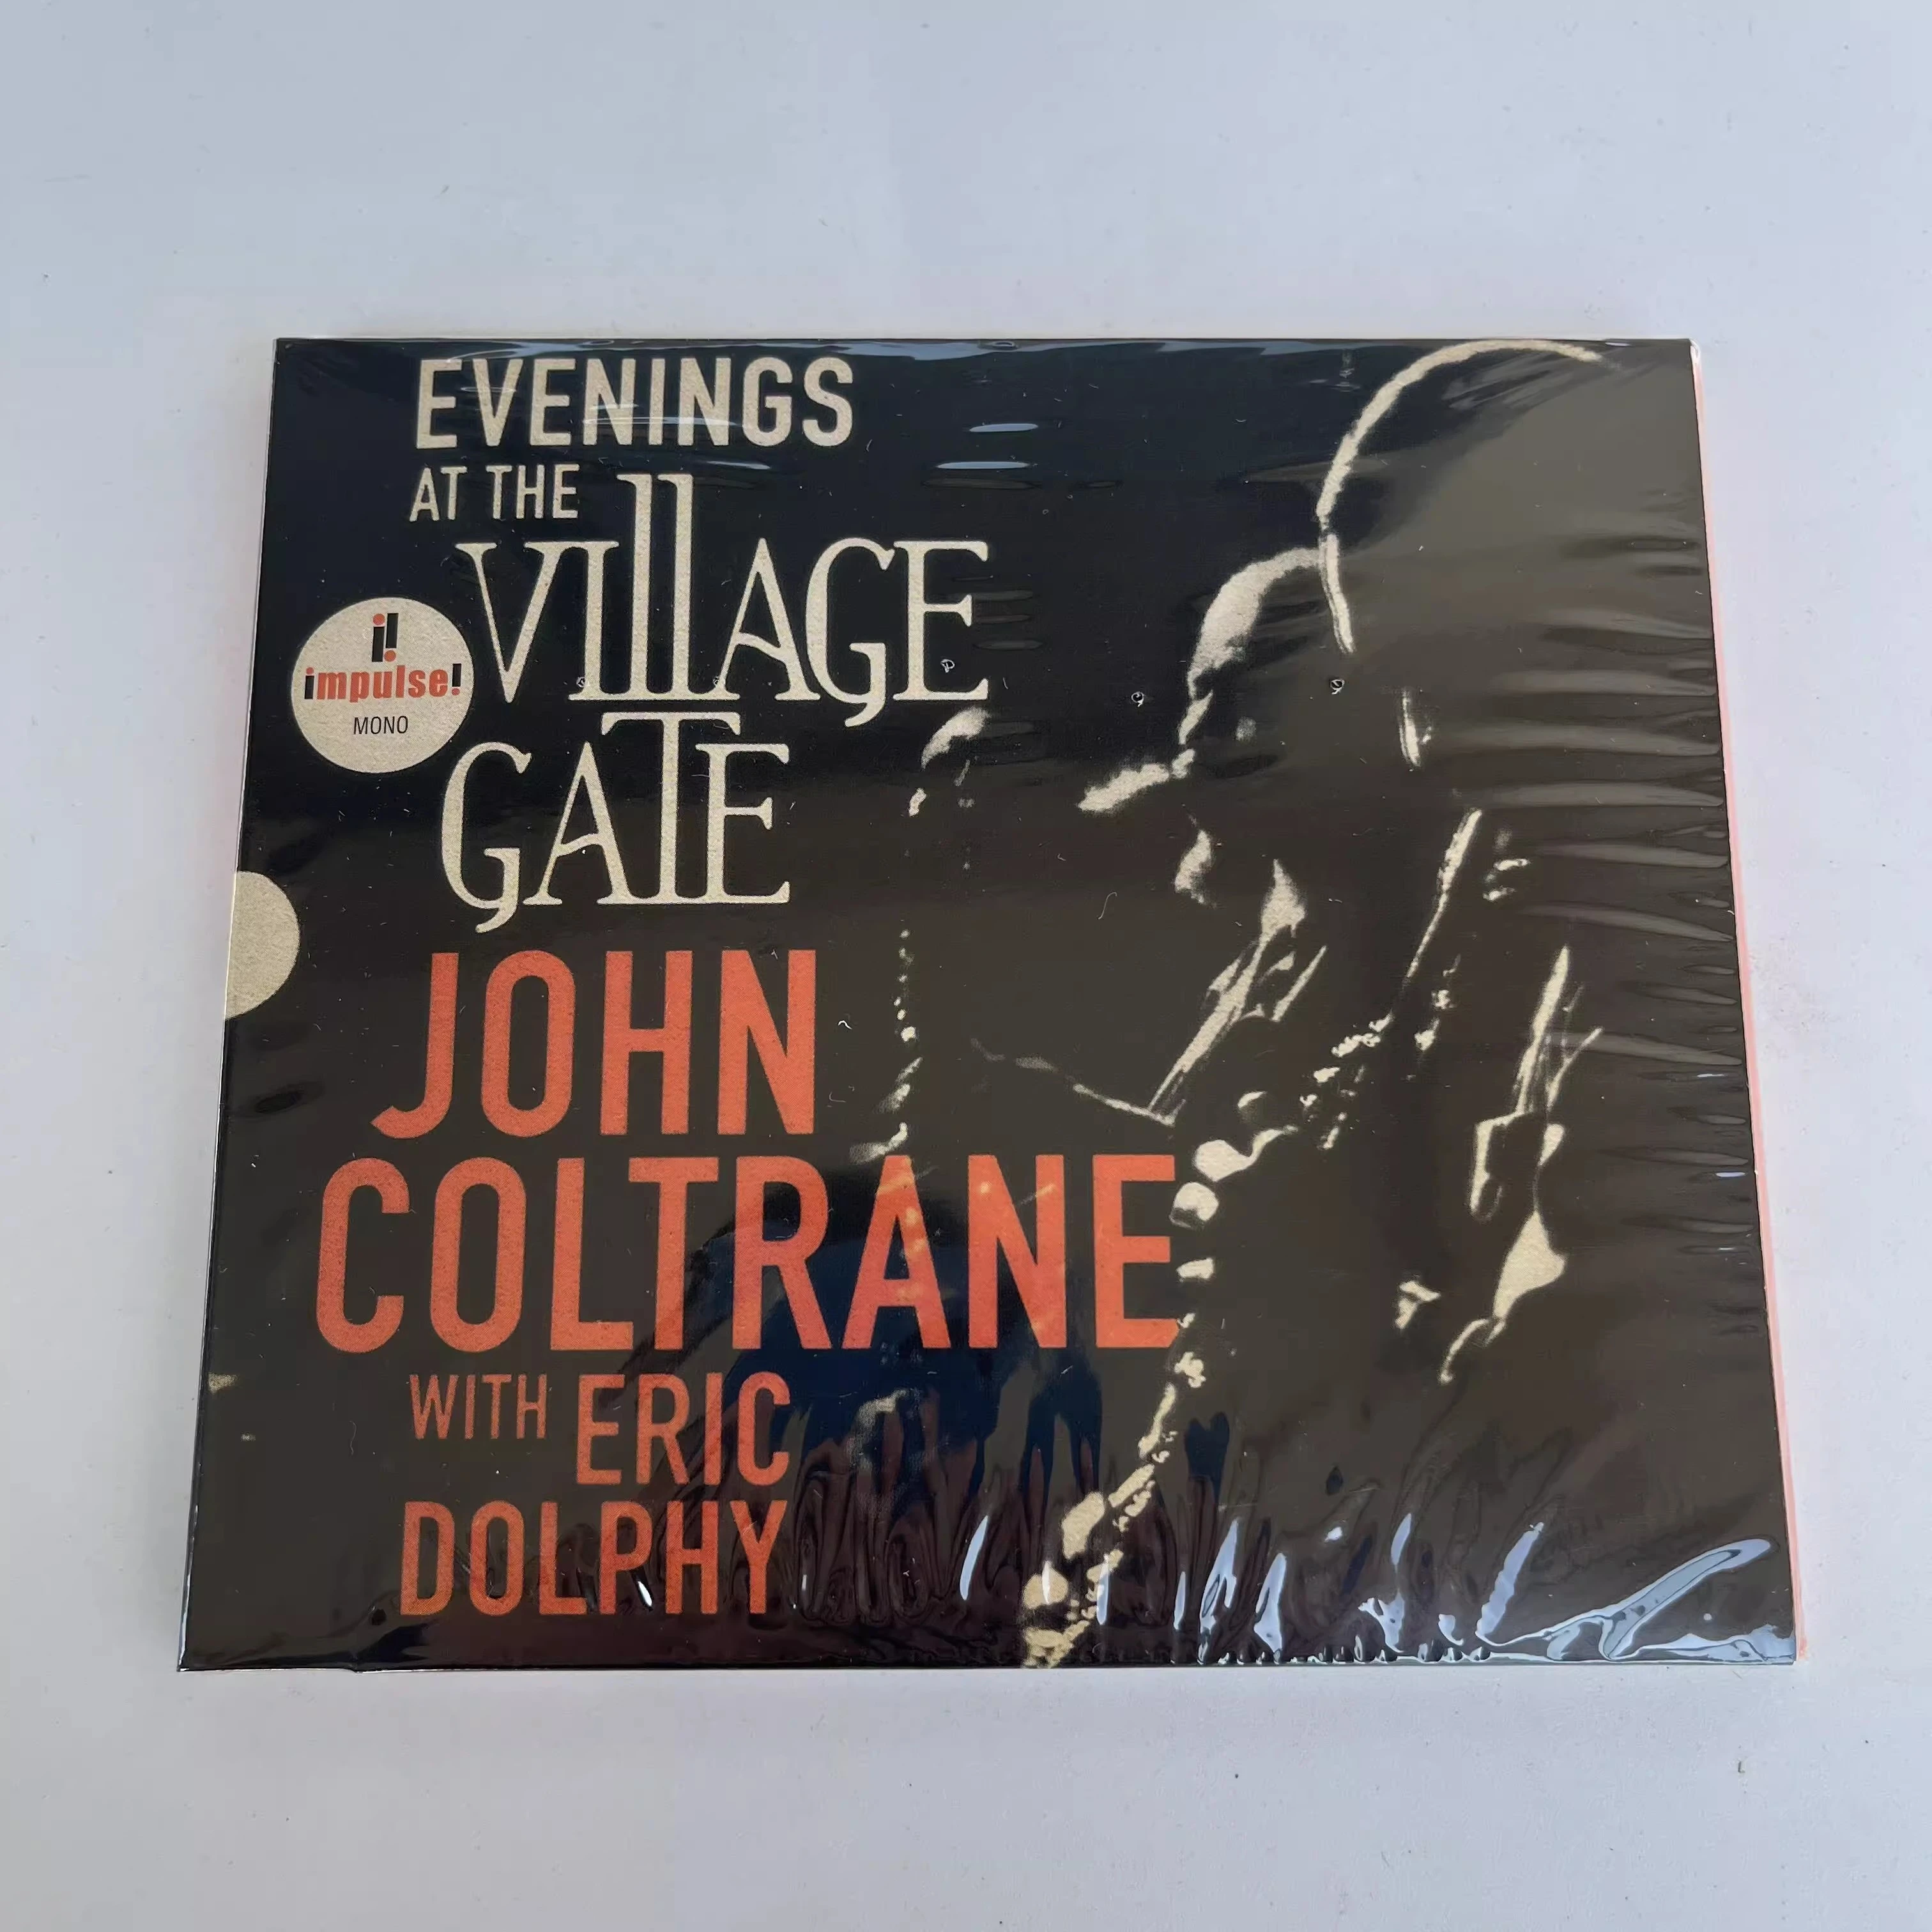 EVENINGS
AT THE
VIllAGE
GATE
i!
impulse!
MONO
JOHN
COLTRANE
WITH ERIC
DOLPHY